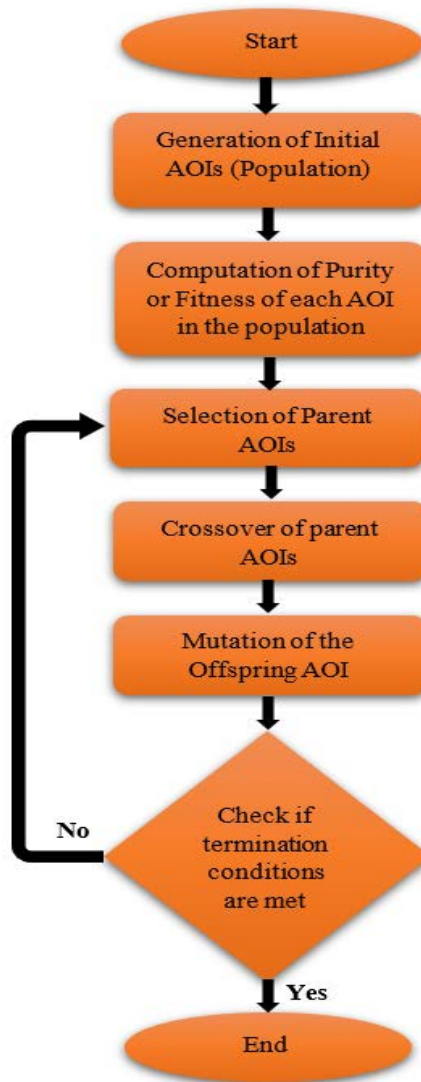 Start
Generation of Initial
AOIs (Population)
Computation of Purity
or Fitness of each AOI
in the population
Selection of Parent
AOIs
Crossover of parent
AOIs
Mutation of the
Offspring AOI
Check if
termination
conditions
are met
No
Yes
End